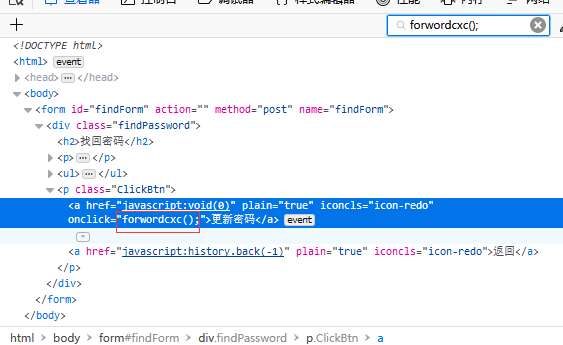 forwordcxc();
<!DOCTYPE html>
<html> event
<head> </head>
<body>
<form id="findForm" action="" method="post" name="findForm">
<div class="findPassword">
<h2>找回密码</h2>
<p> </p>
<ul> </ul>
<p class="ClickBtn">
<a href="javascript:void(0)" plain="true" iconcls="icon-redo"
onclick="forwordcxc();">更新密码</a> event
<a href="javascript:history.back(-1)" plain="true" iconcls="icon-redo">返回</a>
</p>
</div>
</form>
</body>
html > body > form#findForm > div.findPassword > p.ClickBtn > a